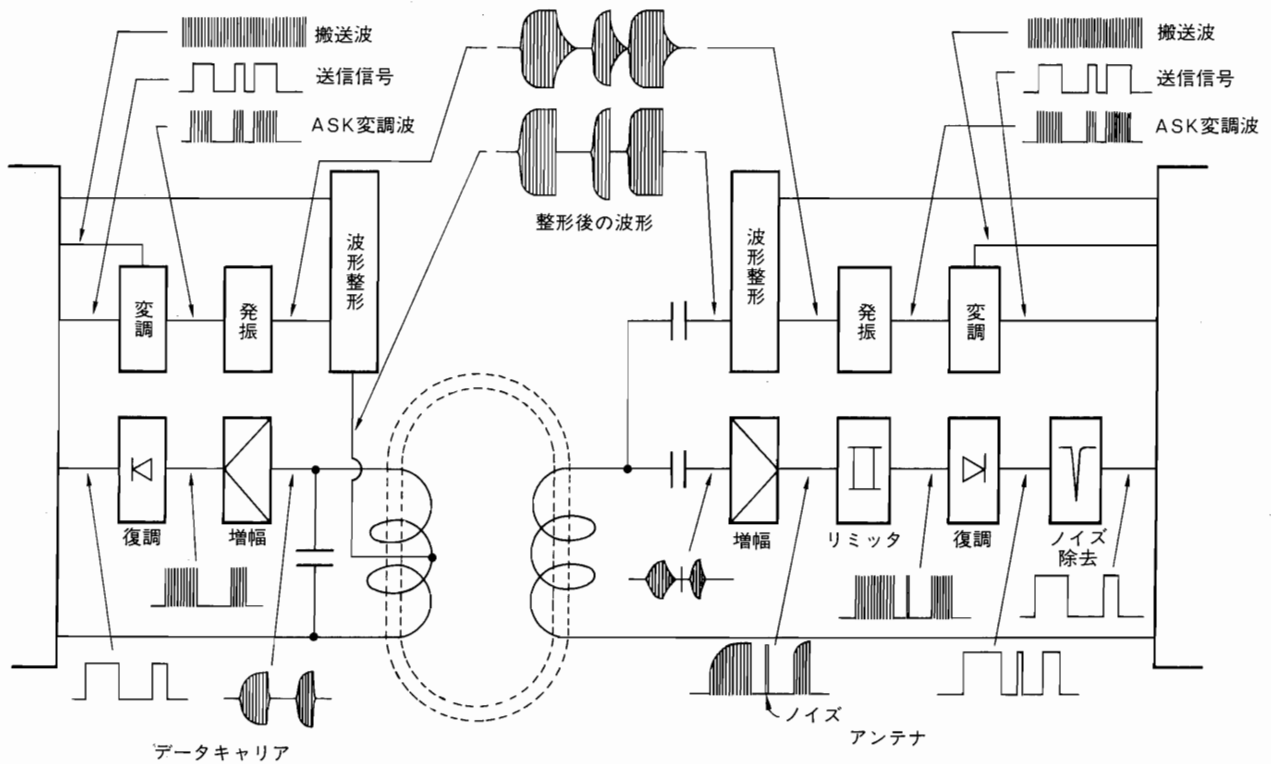 搬送波
送信信号
ASK変調波
搬送波
送信信号
ASK変調波
整形後の波形
波形整形
波形整形
変調
発振
発振
変調
復調
増幅
増幅
リミッタ
復調
ノイズ
除去
ノイズ
データキャリア
アンテナ